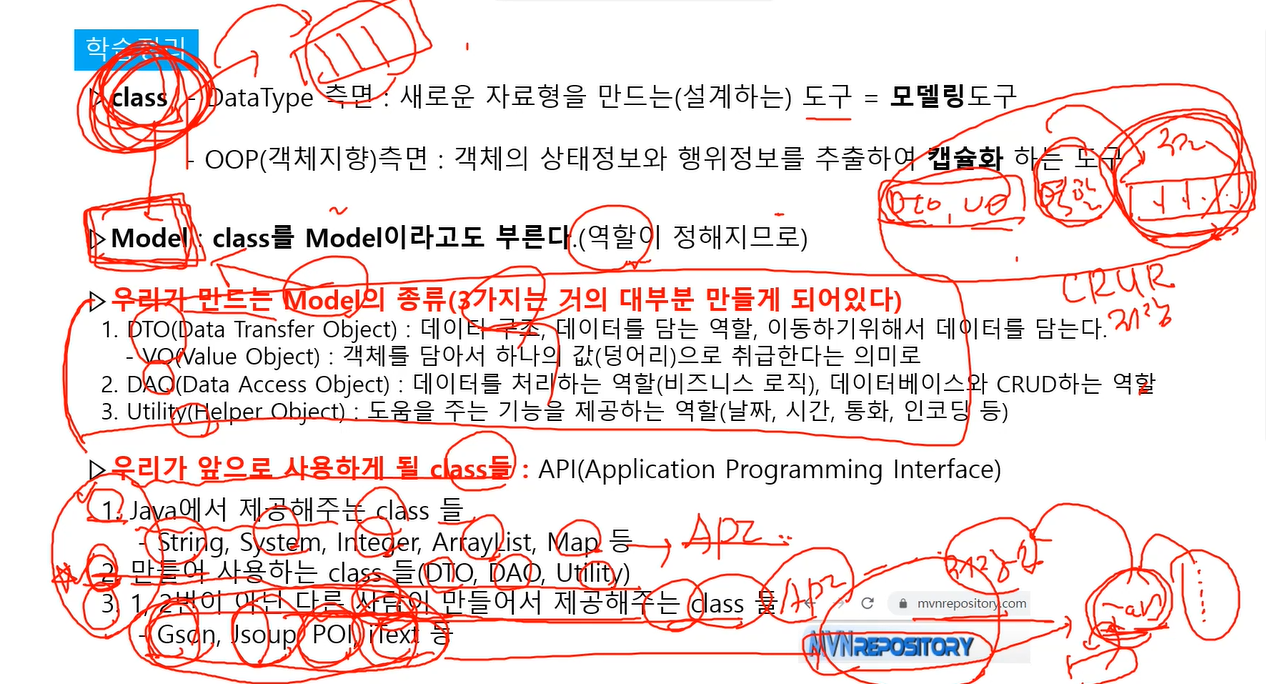 학습정리
▷class - DataType 측면 : 새로운 자료형을 만드는(설계하는) 도구 = 모델링도구
- OOP(객체지향)측면 : 객체의 상태정보와 행위정보를 추출하여 캡슐화 하는 도구
DTO, VO 역할 구조
▷Model : class를 Model이라고도 부른다.(역할이 정해지므로)
CRUR
▷우리가 만드는 Model의 종류(3가지는 거의 대부분 만들게 되어있다)
1. DTO(Data Transfer Object) : 데이터 구조, 데이터를 담는 역할, 이동하기위해서 데이터를 담는다.
- VO(Value Object) : 객체를 담아서 하나의 값(덩어리)으로 취급한다는 의미로
2. DAO(Data Access Object) : 데이터를 처리하는 역할(비즈니스 로직), 데이터베이스와 CRUD하는 역할
3. Utility(Helper Object) : 도움을 주는 기능을 제공하는 역할(날짜, 시간, 통화, 인코딩 등)
▷우리가 앞으로 사용하게 될 class들 : API(Application Programming Interface)
1. Java에서 제공해주는 class 들
- String, System, Integer, ArrayList, Map 등 → API
2. 만들어 사용하는 class 들(DTO, DAO, Utility)
3. 1, 2번이 아닌 다른 사람이 만들어서 제공해주는 class 들 API
mvnrepository.com
- Gson, Jsoup, POI, iText 등
MVNREPOSITORY